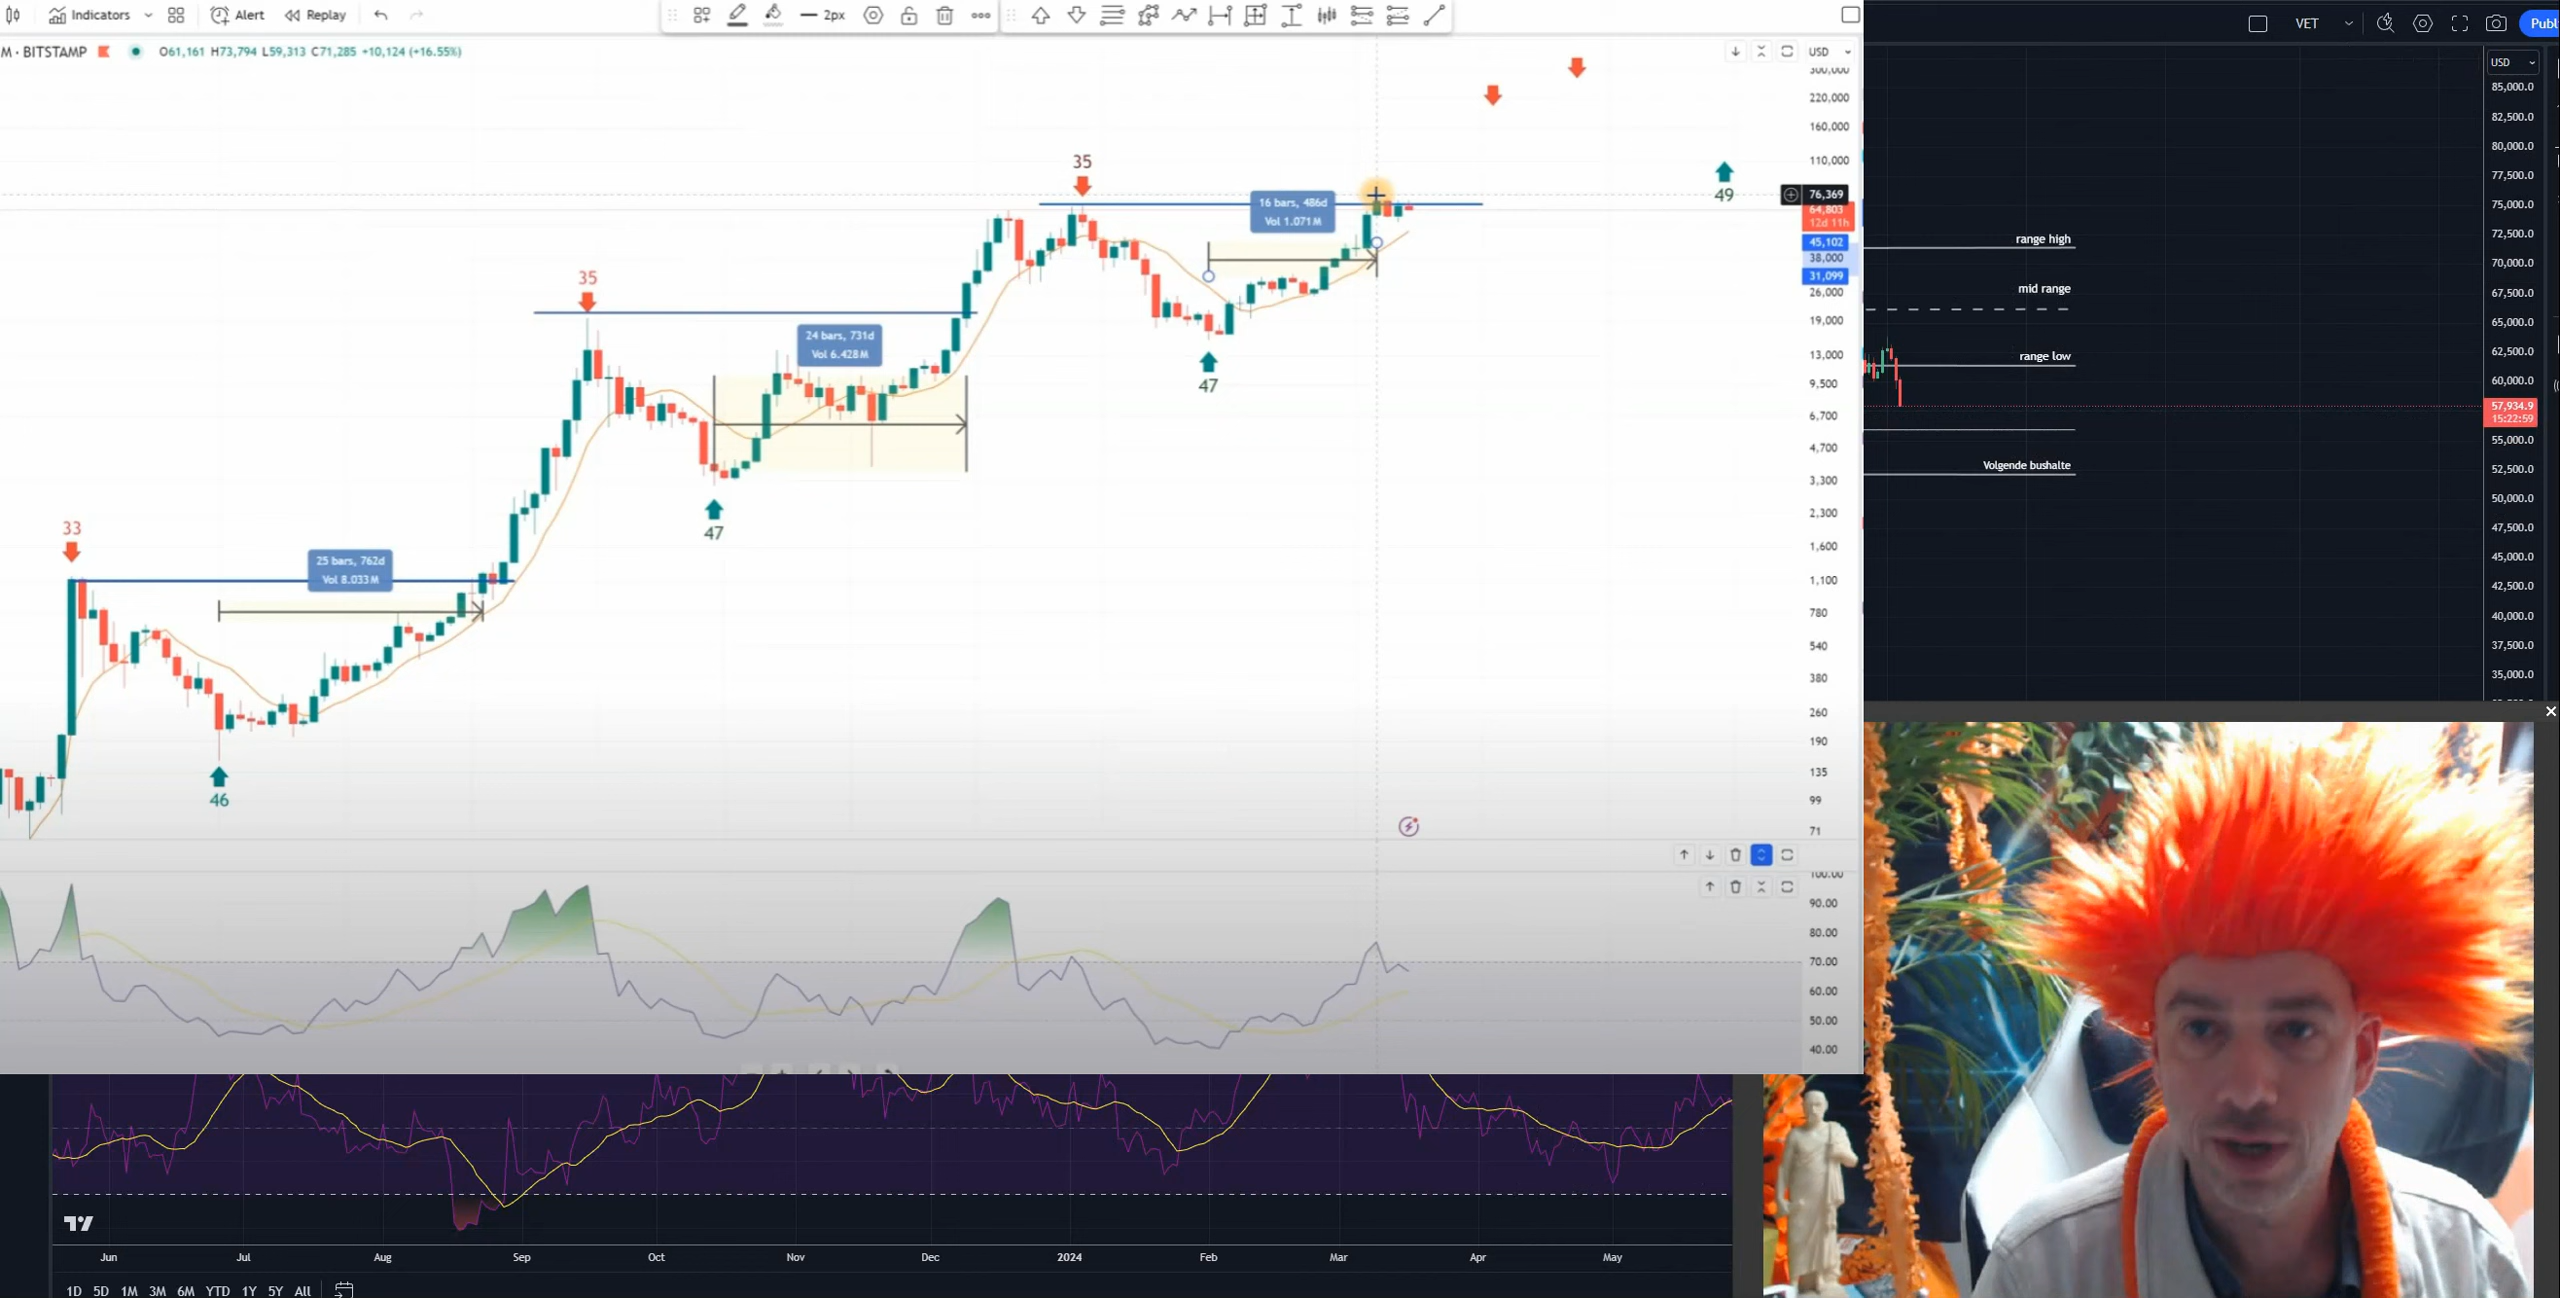 Indicators
Alert
Replay
2px
M · BITSTAMP
O61,161 H73,794 L59,313 C71,285 +10,124 (+16.55%)
USD
300,000
220,000
160,000
110,000
76,369
64,803
12d 11h
45,102
38,000
31,099
26,000
19,000
13,000
9,500
6,700
4,700
3,300
2,300
1,600
1,100
780
540
380
260
190
135
99
71
35
49
16 bars, 486d
Vol 1.071M
35
24 bars, 731d
Vol 6.428M
47
47
33
25 bars, 762d
Vol 8.033M
46
100.00
90.00
80.00
70.00
60.00
50.00
40.00
VET
Publ
USD
85,000.0
82,500.0
80,000.0
77,500.0
75,000.0
72,500.0
70,000.0
67,500.0
65,000.0
62,500.0
60,000.0
57,934.9
15:22:59
55,000.0
52,500.0
50,000.0
47,500.0
45,000.0
42,500.0
40,000.0
37,500.0
35,000.0
range high
mid range
range low
Volgende bushalte
Jun Jul Aug Sep Oct Nov Dec 2024 Feb Mar Apr May
1D 5D 1M 3M 6M YTD 1Y 5Y All